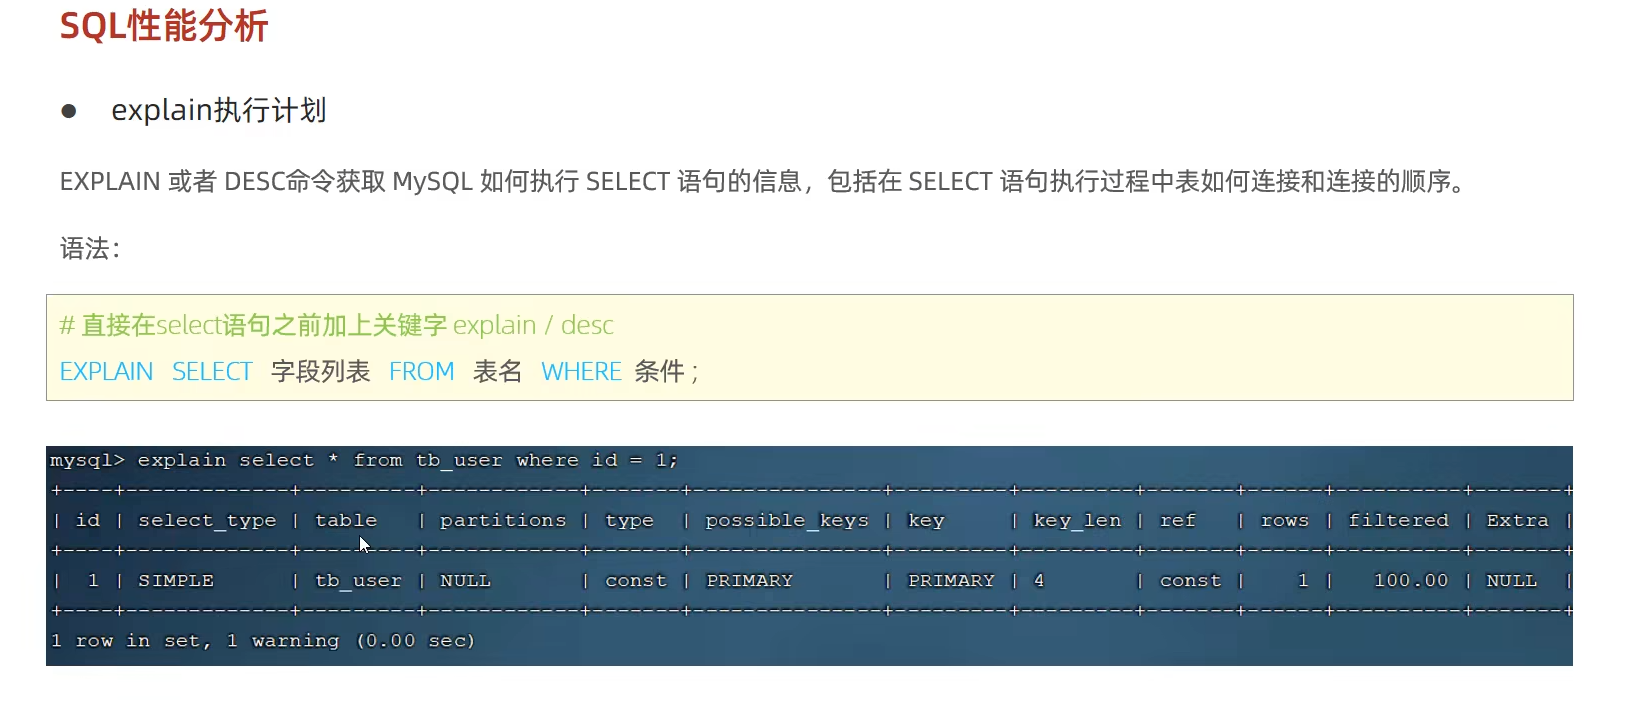 SQL性能分析
● explain执行计划
EXPLAIN 或者 DESC命令获取 MySQL 如何执行 SELECT 语句的信息，包括在 SELECT 语句执行过程中表如何连接和连接的顺序。
语法：
# 直接在select语句之前加上关键字 explain / desc
EXPLAIN SELECT 字段列表 FROM 表名 WHERE 条件 ;
mysql> explain select * from tb_user where id = 1;
+----+-------------+---------+------------+-------+---------------+---------+---------+-------+------+----------+-------+
| id | select_type | table   | partitions | type  | possible_keys | key     | key_len | ref   | rows | filtered | Extra |
+----+-------------+---------+------------+-------+---------------+---------+---------+-------+------+----------+-------+
|  1 | SIMPLE      | tb_user | NULL       | const | PRIMARY       | PRIMARY | 4       | const |    1 |   100.00 | NULL  |
+----+-------------+---------+------------+-------+---------------+---------+---------+-------+------+----------+-------+
1 row in set, 1 warning (0.00 sec)